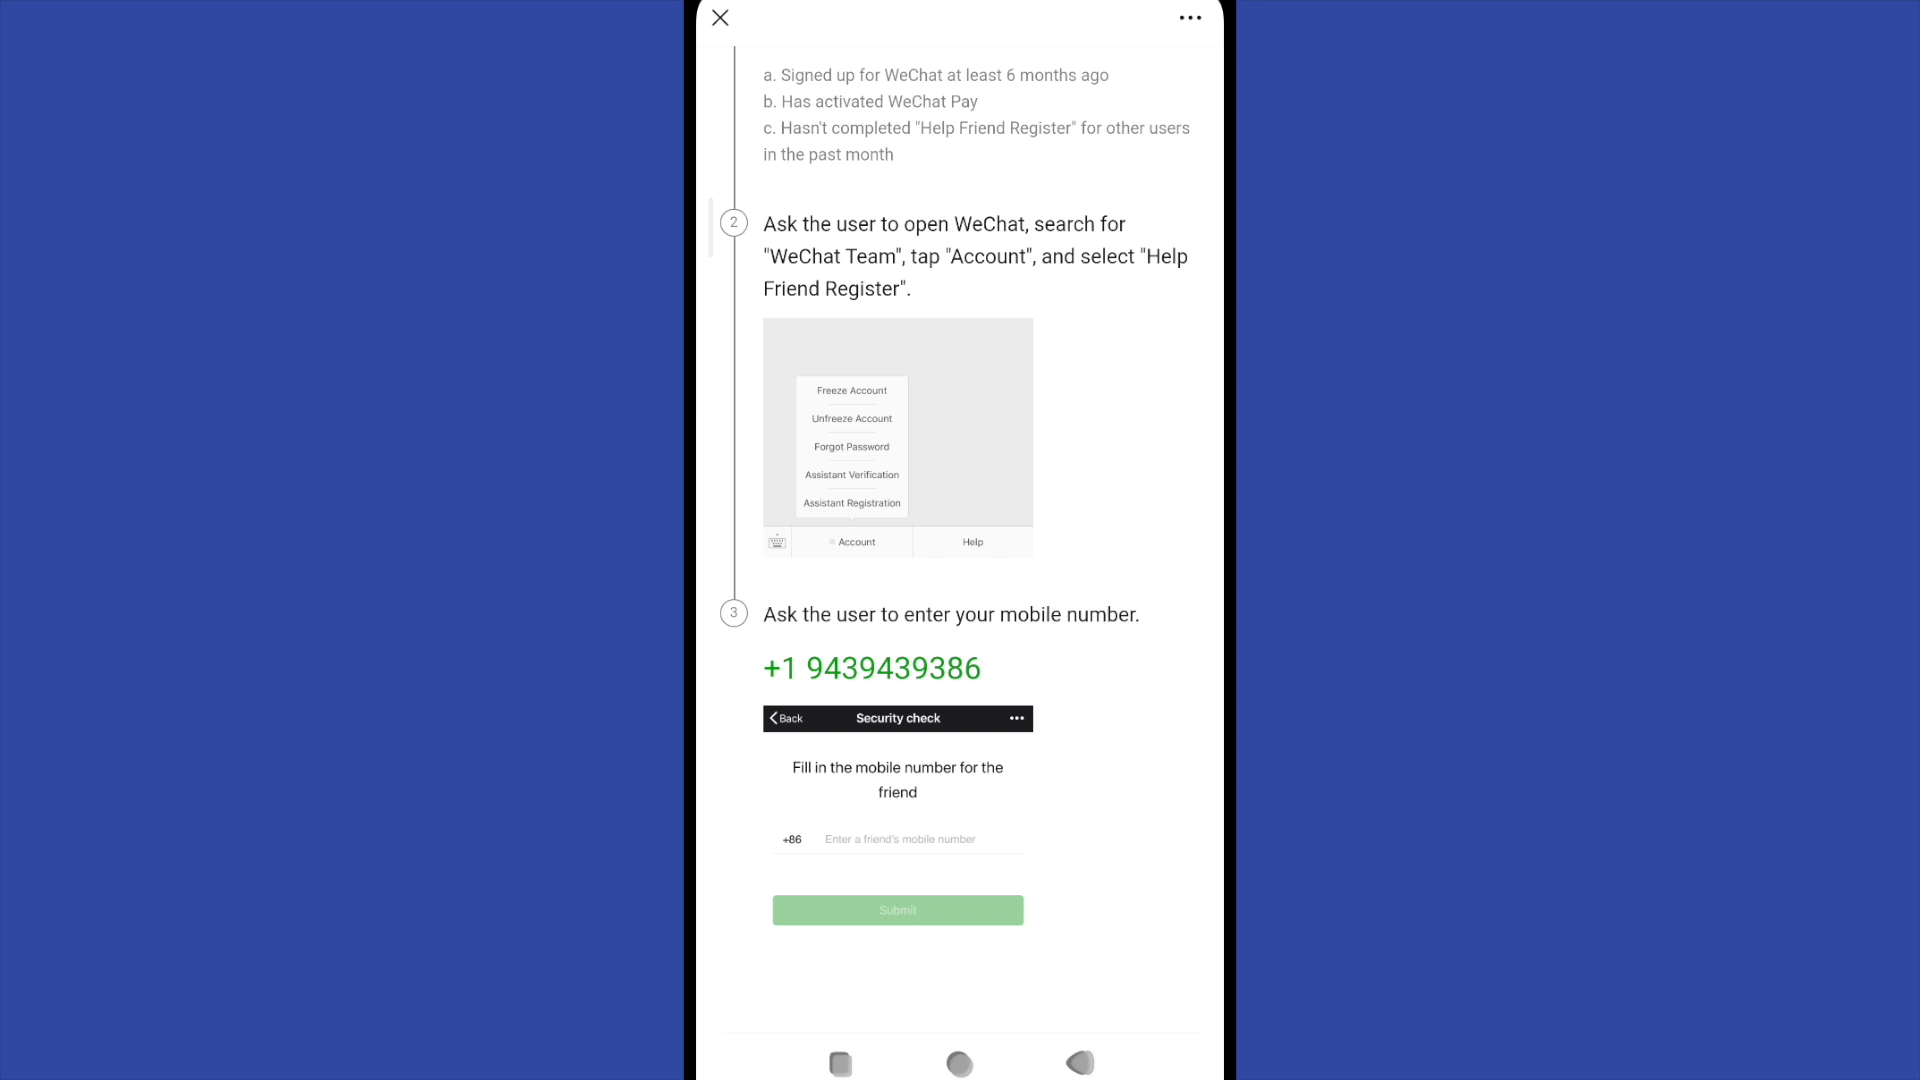 a. Signed up for WeChat at least 6 months ago
b. Has activated WeChat Pay
c. Hasn't completed "Help Friend Register" for other users
in the past month
2
Ask the user to open WeChat, search for
"WeChat Team", tap "Account", and select "Help
Friend Register".
Freeze Account
Unfreeze Account
Forgot Password
Assistant Verification
Assistant Registration
Account Help
3
Ask the user to enter your mobile number.
+1 9439439386
Back Security check
Fill in the mobile number for the
friend
+86 Enter a friend's mobile number
Submit